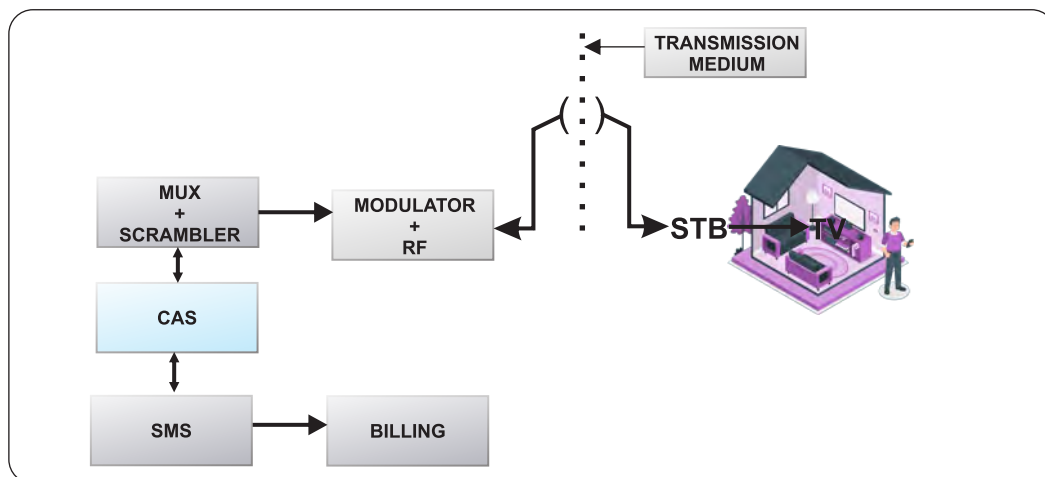 TRANSMISSION
MEDIUM
MUX
+
SCRAMBLER
MODULATOR
+
RF
STB
TV
CAS
SMS
BILLING